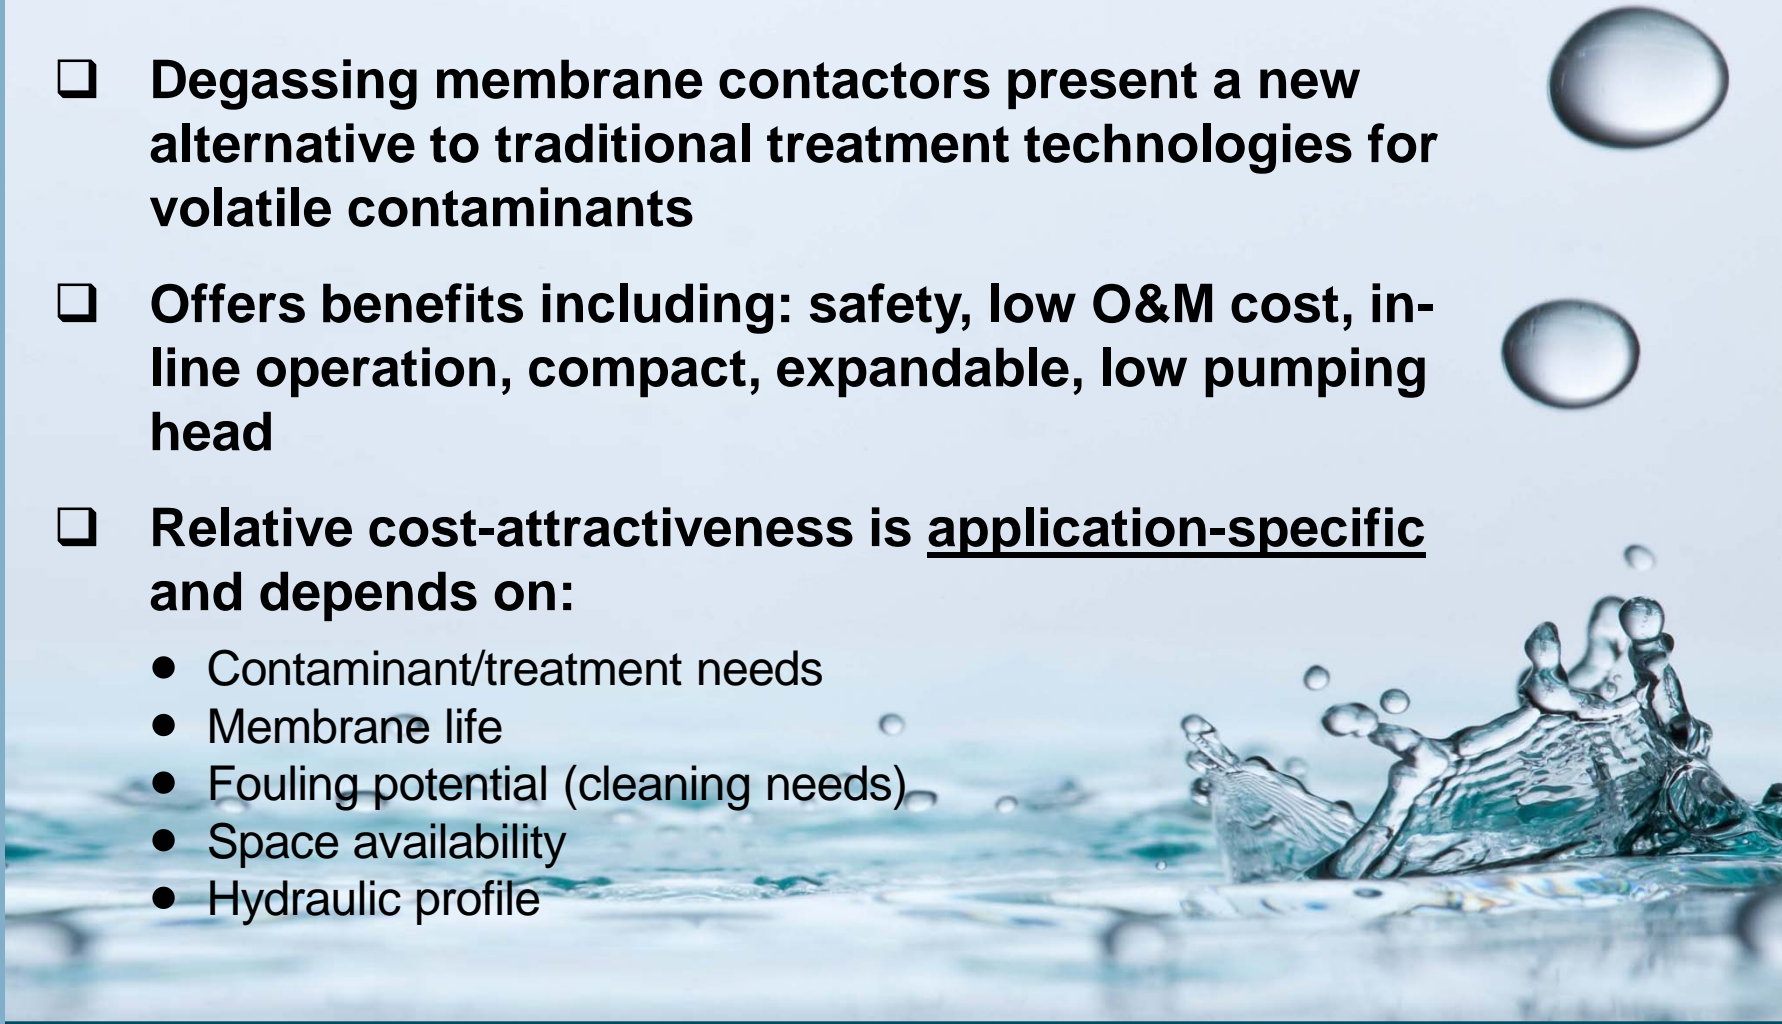 ❑ Degassing membrane contactors present a new
alternative to traditional treatment technologies for
volatile contaminants
❑ Offers benefits including: safety, low O&M cost, in-
line operation, compact, expandable, low pumping
head
❑ Relative cost-attractiveness is application-specific
and depends on:
● Contaminant/treatment needs
● Membrane life
● Fouling potential (cleaning needs)
● Space availability
● Hydraulic profile